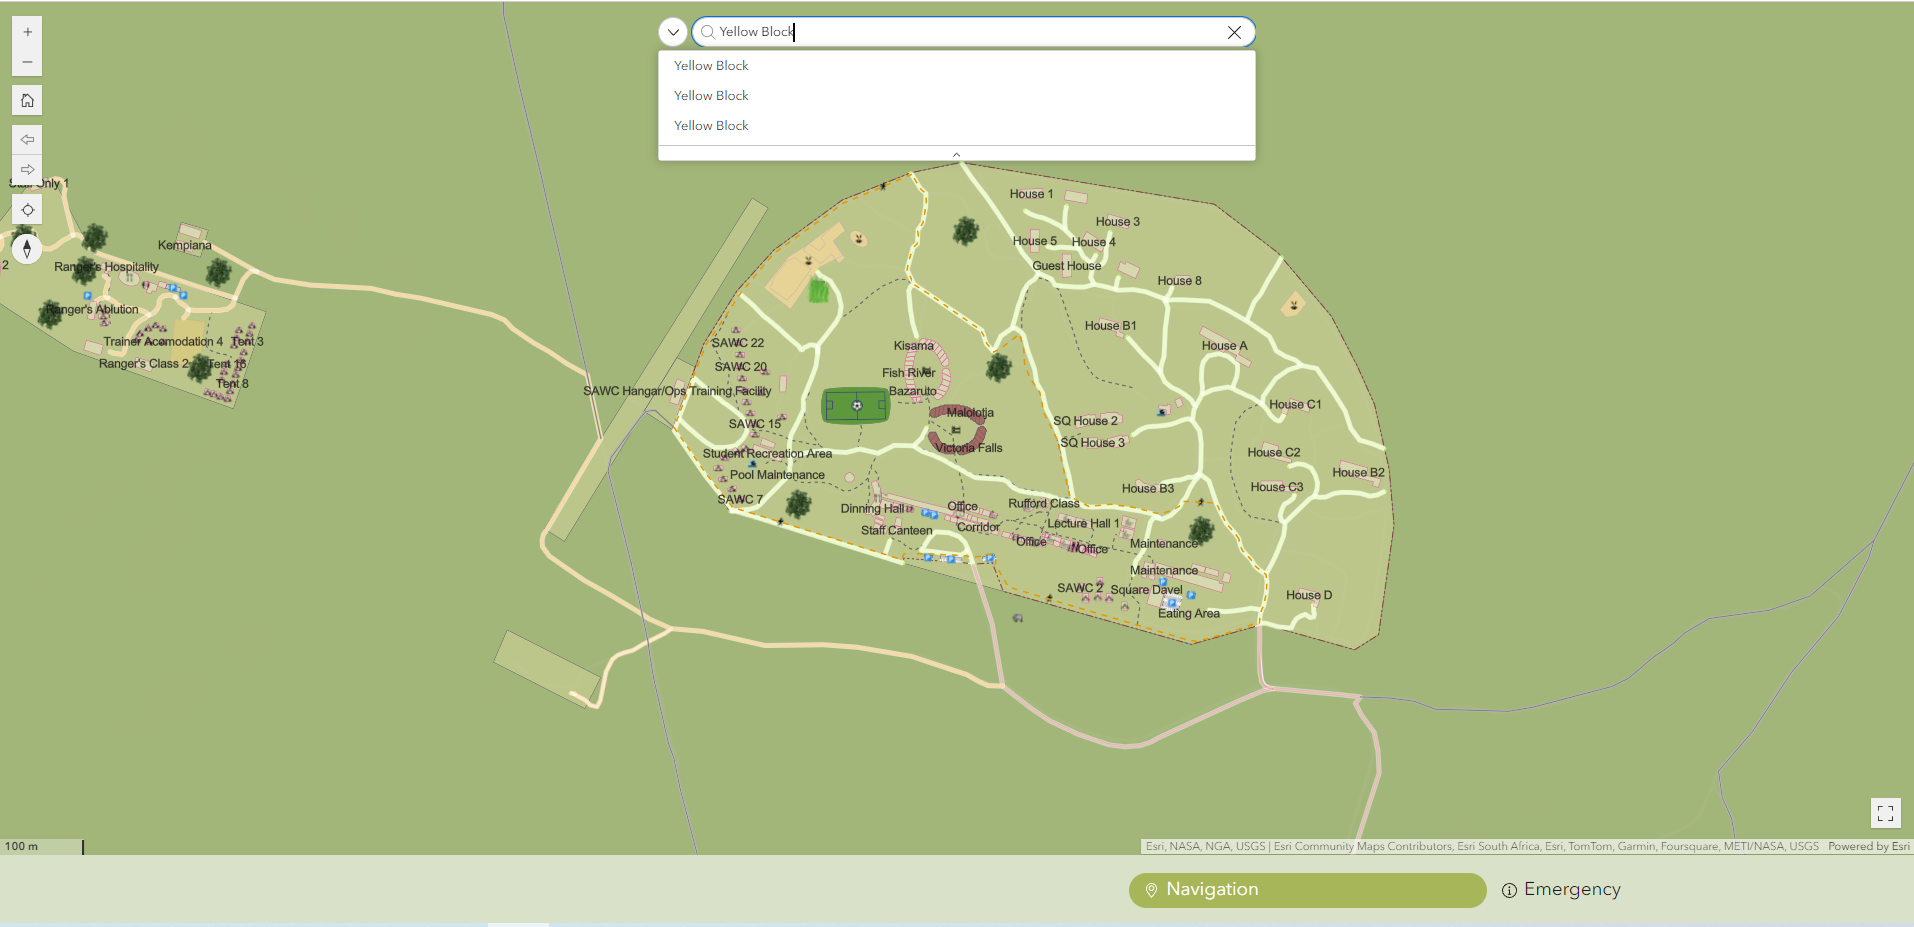 Yellow Block
Yellow Block
Yellow Block
Yellow Block
Staff Only 1
Kempiana
2
Ranger's Hospitality
Ranger's Ablution
Trainer Acomodation 4
Tent 3
Ranger's Class 2
Tent 8
House 1
House 3
House 5
House 4
Guest House
House 8
House B1
House A
SAWC 22
Kisama
SAWC 20
Fish River
SAWC Hangar/Ops Training Facility
Bazaruto
House C1
Malolotja
SQ House 2
SAWC 15
SQ House 3
Victoria Falls
Student Recreation Area
House C2
House B2
Pool Maintenance
House B3
House C3
SAWC 7
Dinning Hall
Office
Rufford Class
Staff Canteen
Corridor
Lecture Hall 1
Office
Office
Maintenance
Maintenance
SAWC 2
Square Davel
House D
Eating Area
100 m
Esri, NASA, NGA, USGS | Esri Community Maps Contributors, Esri South Africa, Esri, TomTom, Garmin, Foursquare, METI/NASA, USGS
Powered by Esri
Navigation
Emergency